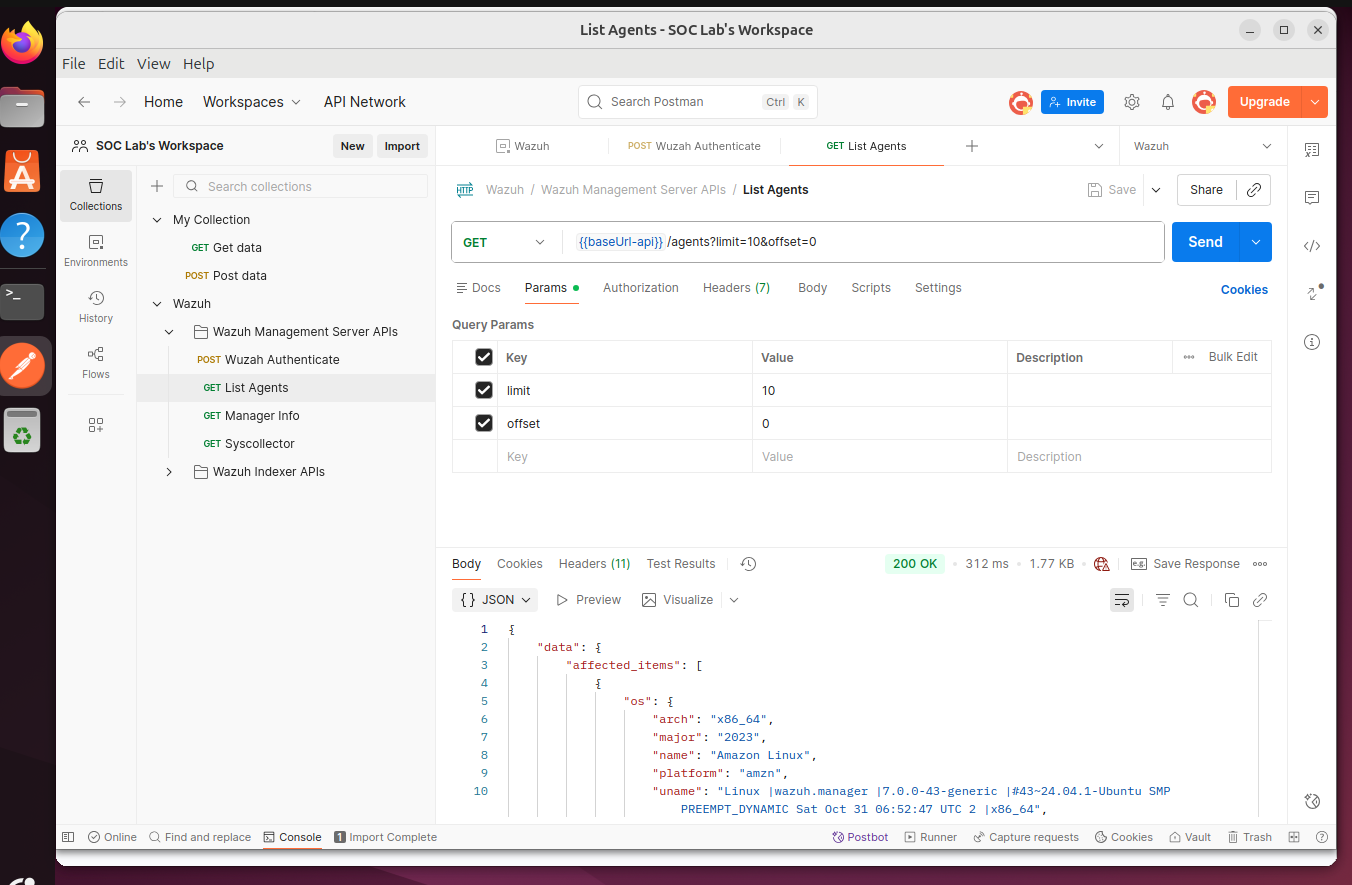 List Agents - SOC Lab's Workspace
File Edit View Help
Home Workspaces API Network
Search Postman Ctrl K
Invite
Upgrade
SOC Lab's Workspace
New Import
Wazuh
POST Wuzah Authenticate
GET List Agents
Wazuh
Collections
Environments
History
Flows
Search collections
My Collection
GET Get data
POST Post data
Wazuh
Wazuh Management Server APIs
POST Wuzah Authenticate
GET List Agents
GET Manager Info
GET Syscollector
Wazuh Indexer APIs
HTTP Wazuh / Wazuh Management Server APIs / List Agents
Save Share
GET {{baseUrl-api}} /agents?limit=10&offset=0
Send
Docs Params Authorization Headers (7) Body Scripts Settings
Cookies
Query Params
Key Value Description Bulk Edit
limit 10
offset 0
Key Value Description
Body Cookies Headers (11) Test Results
200 OK 312 ms 1.77 KB e.g. Save Response
{} JSON Preview Visualize
1 {
2 "data": {
3 "affected_items": [
4 {
5 "os": {
6 "arch": "x86_64",
7 "major": "2023",
8 "name": "Amazon Linux",
9 "platform": "amzn",
10 "uname": "Linux |wazuh.manager |7.0.0-43-generic |#43~24.04.1-Ubuntu SMP
PREEMPT_DYNAMIC Sat Oct 31 06:52:47 UTC 2 |x86_64",
Online Find and replace Console 1 Import Complete
Postbot Runner Capture requests Cookies Vault Trash